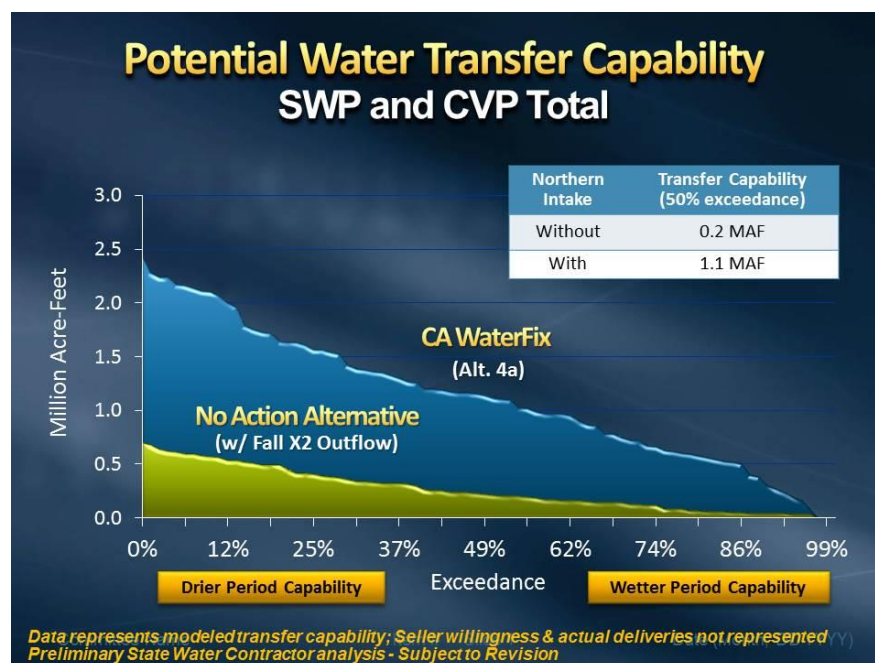 Potential Water Transfer Capability
SWP and CVP Total
Northern Intake
Transfer Capability (50% exceedance)
Without 0.2 MAF
With 1.1 MAF
Million Acre-Feet
3.0
2.5
2.0
1.5
1.0
0.5
0.0
CA WaterFix
(Alt. 4a)
No Action Alternative
(w/ Fall X2 Outflow)
0% 12% 25% 37% 49% 62% 74% 86% 99%
Drier Period Capability
Exceedance
Wetter Period Capability
Data represents modeled transfer capability; Seller willingness & actual deliveries not represented
Preliminary State Water Contractor analysis - Subject to Revision